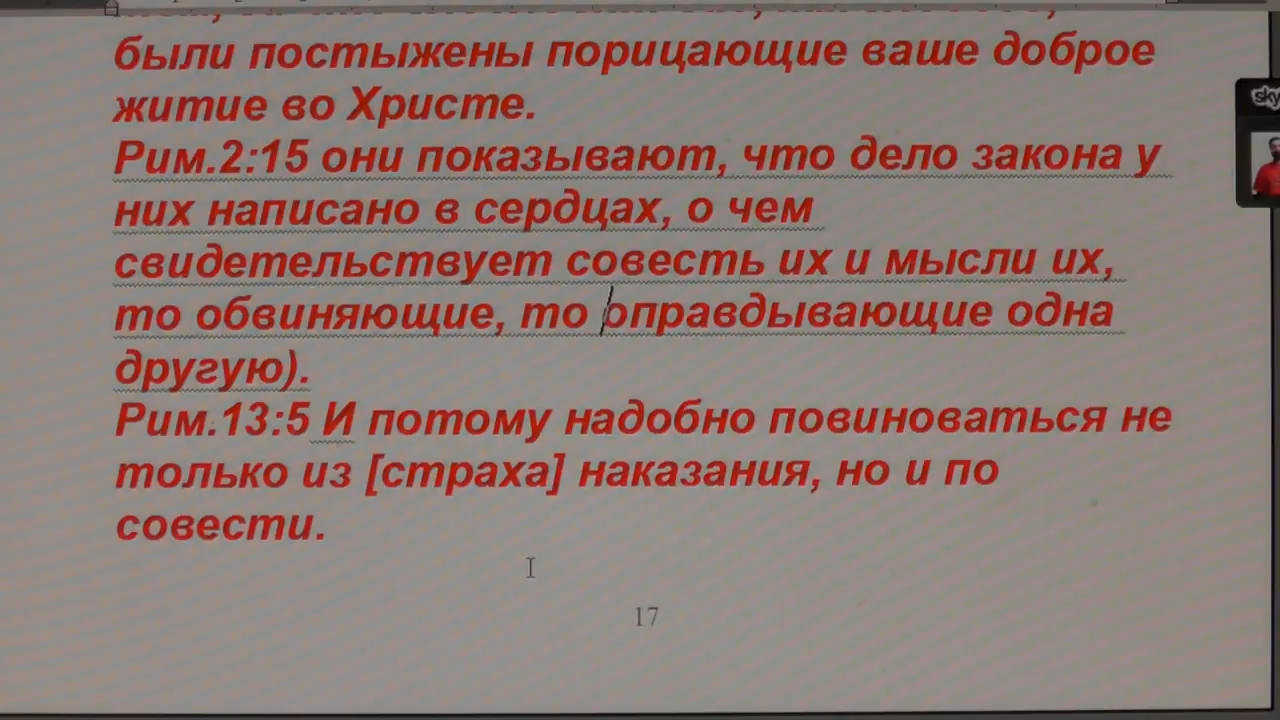 были постыжены порицающие ваше доброе
житие во Христе.
Рим.2:15 они показывают, что дело закона у
них написано в сердцах, о чем
свидетельствует совесть их и мысли их,
то обвиняющие, то оправдывающие одна
другую).
Рим.13:5 И потому надобно повиноваться не
только из [страха] наказания, но и по
совести.
17
sky